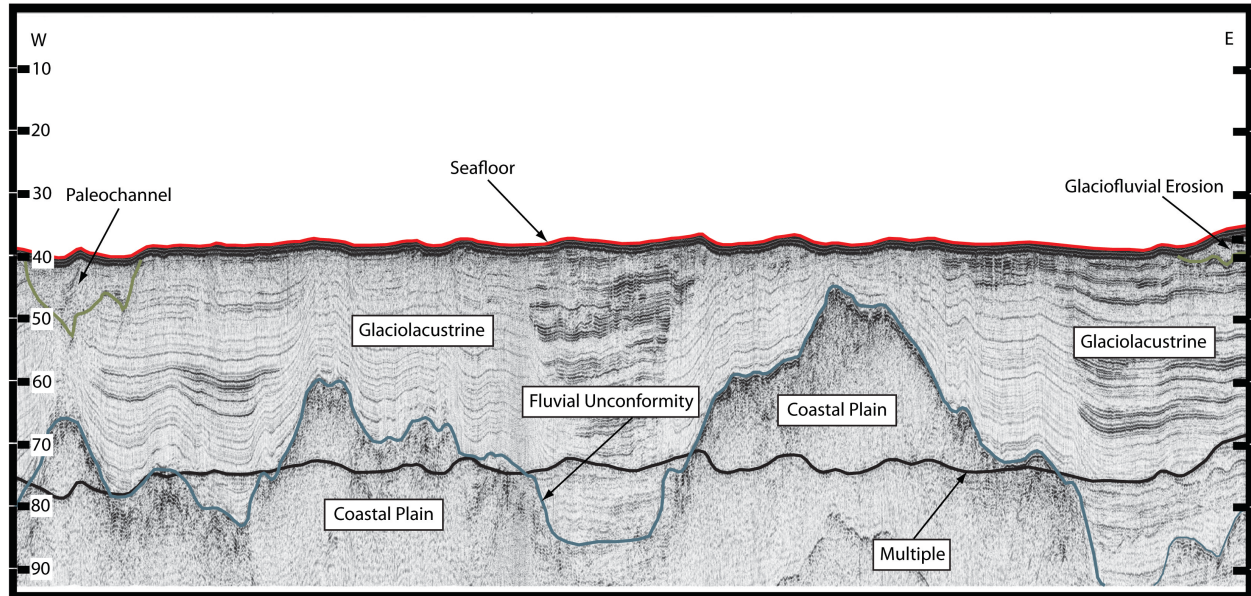 W
E
10
20
30
40
50
60
70
80
90
Seafloor
Paleochannel
Glaciofluvial Erosion
Glaciolacustrine
Glaciolacustrine
Fluvial Unconformity
Coastal Plain
Coastal Plain
Multiple